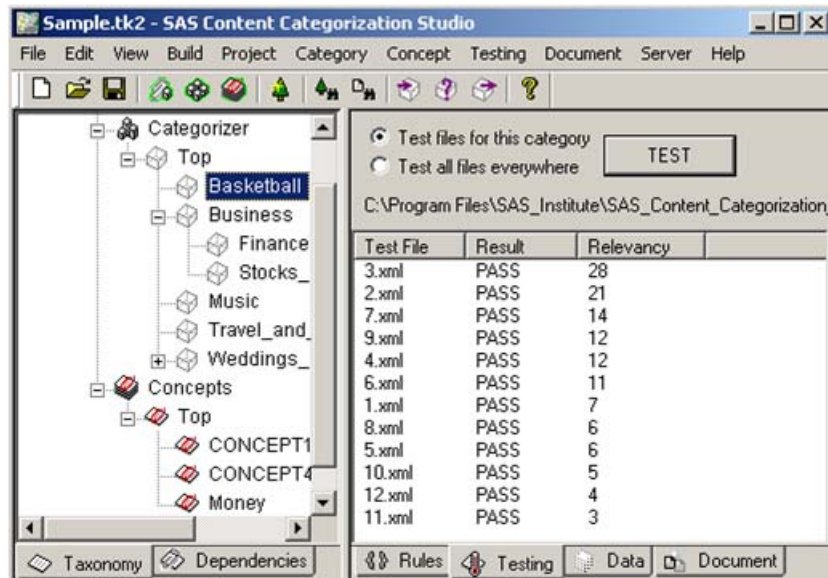 Sample.tk2 - SAS Content Categorization Studio
File Edit View Build Project Category Concept Testing Document Server Help
Categorizer
Top
Basketball
Business
Finance
Stocks_
Music
Travel_and_
Weddings_
Concepts
Top
CONCEPT1
CONCEPT4
Money
Taxonomy Dependencies
Test files for this category
Test all files everywhere
TEST
C:\Program Files\SAS_Institute\SAS_Content_Categorization_
Test File Result Relevancy
3.xml PASS 28
2.xml PASS 21
7.xml PASS 14
9.xml PASS 12
4.xml PASS 12
6.xml PASS 11
1.xml PASS 7
8.xml PASS 6
5.xml PASS 6
10.xml PASS 5
12.xml PASS 4
11.xml PASS 3
Rules Testing Data Document